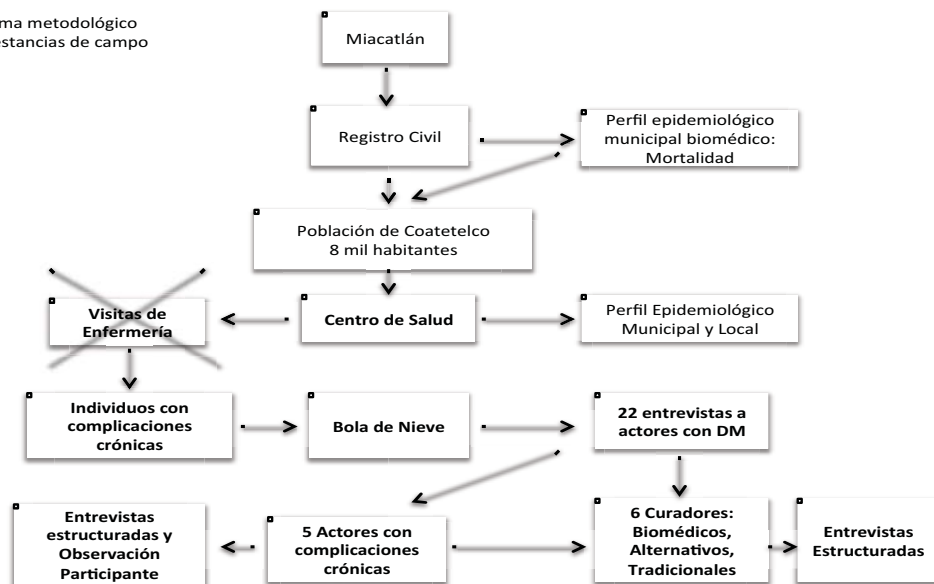 ma metodológico
estancias de campo
Miacatlán
Registro Civil
Perfil epidemiológico
municipal biomédico:
Mortalidad
Población de Coatetelco
8 mil habitantes
Visitas de
Enfermería
Centro de Salud
Perfil Epidemiológico
Municipal y Local
Individuos con
complicaciones
crónicas
Bola de Nieve
22 entrevistas a
actores con DM
Entrevistas
estructuradas y
Observación
Participante
5 Actores con
complicaciones
crónicas
6 Curadores:
Biomédicos,
Alternativos,
Tradicionales
Entrevistas
Estructuradas